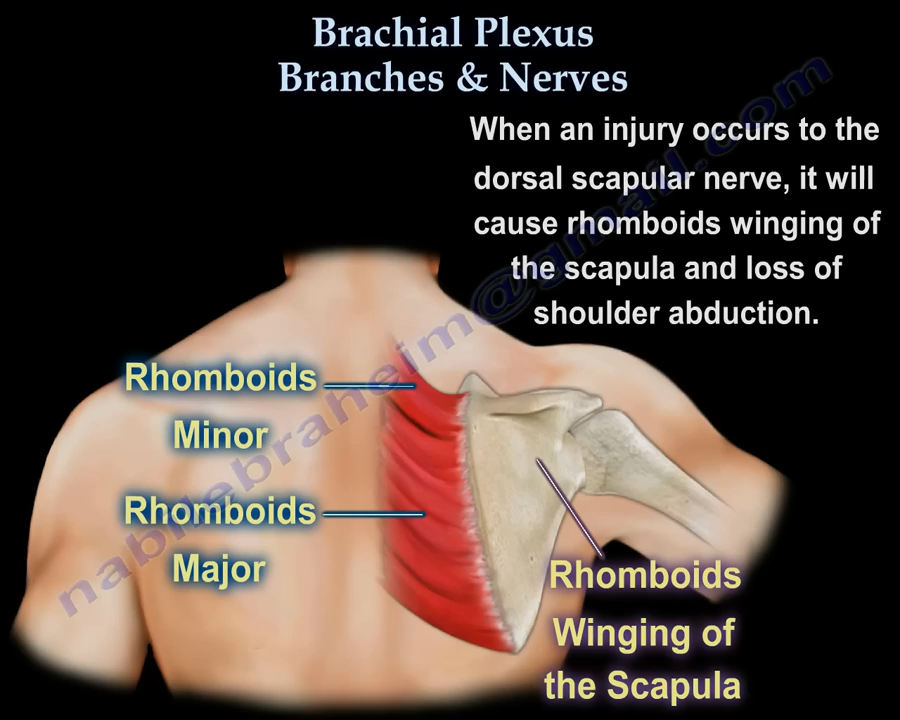 Brachial Plexus
Branches & Nerves
When an injury occurs to the
dorsal scapular nerve, it will
cause rhomboids winging of
the scapula and loss of
shoulder abduction.
Rhomboids
Minor
Rhomboids
Major
Rhomboids
Winging of
the Scapula
nabilebraheim@gmail.com